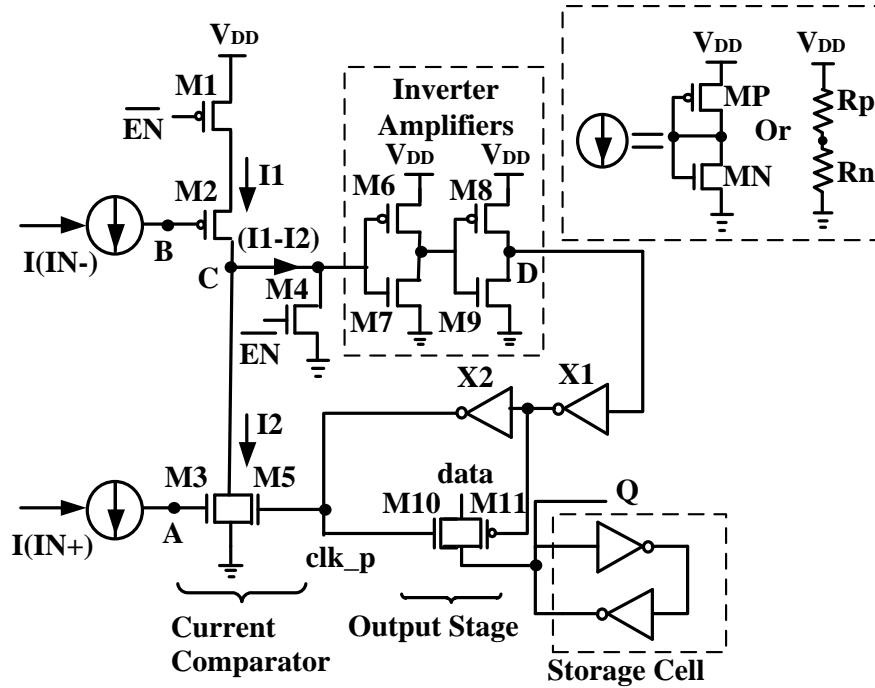 VDD
M1
EN
M2
I1
I(IN-)
B
(I1-I2)
C
M4
EN
Inverter
Amplifiers
VDD
VDD
M6
M8
M7
M9
D
VDD
VDD
MP
Or
Rp
MN
Rn
X2
X1
I2
M3
M5
I(IN+)
A
clk_p
data
M10
M11
Q
Current
Comparator
Output Stage
Storage Cell